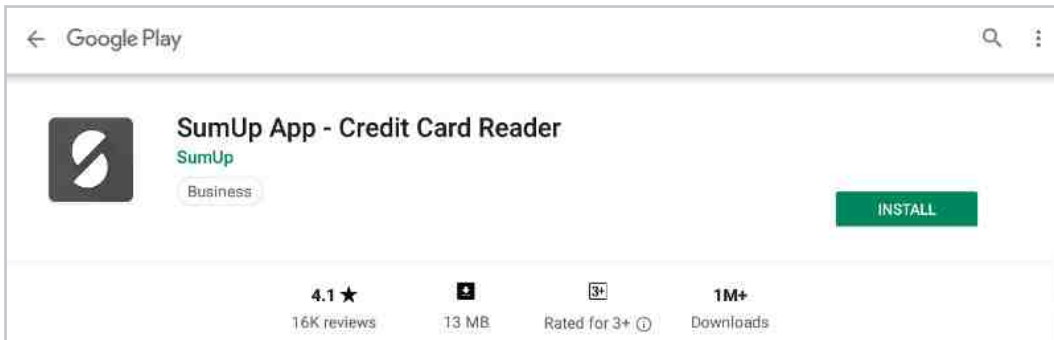 Google Play
SumUp App - Credit Card Reader
SumUp
Business
INSTALL
4.1 ★ 3+ 1M+
16K reviews 13 MB Rated for 3+ Downloads